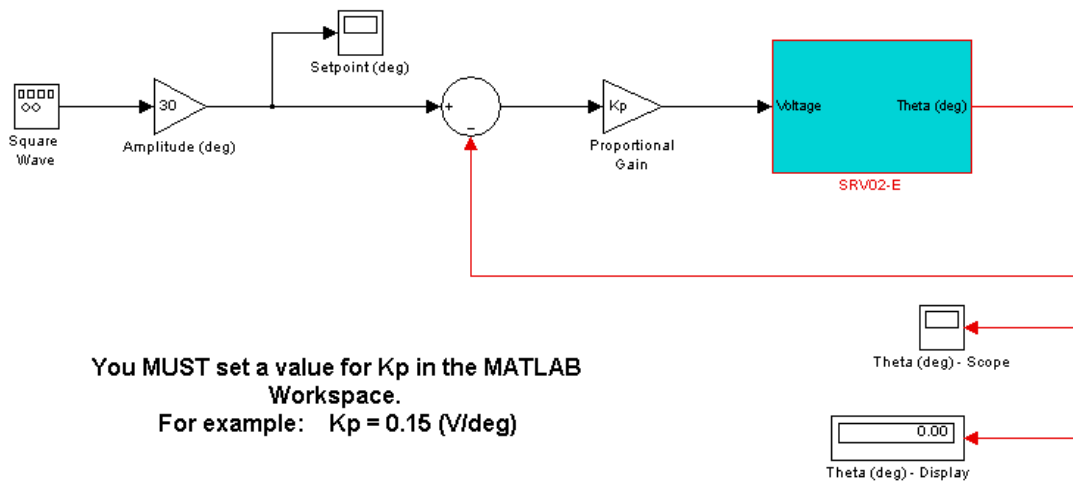 Setpoint (deg)
Square
Wave
30
Amplitude (deg)
+
–
Kp
Proportional
Gain
Voltage
Theta (deg)
SRV02-E
Theta (deg) - Scope
You MUST set a value for Kp in the MATLAB
Workspace.
For example: Kp = 0.15 (V/deg)
0.00
Theta (deg) - Display